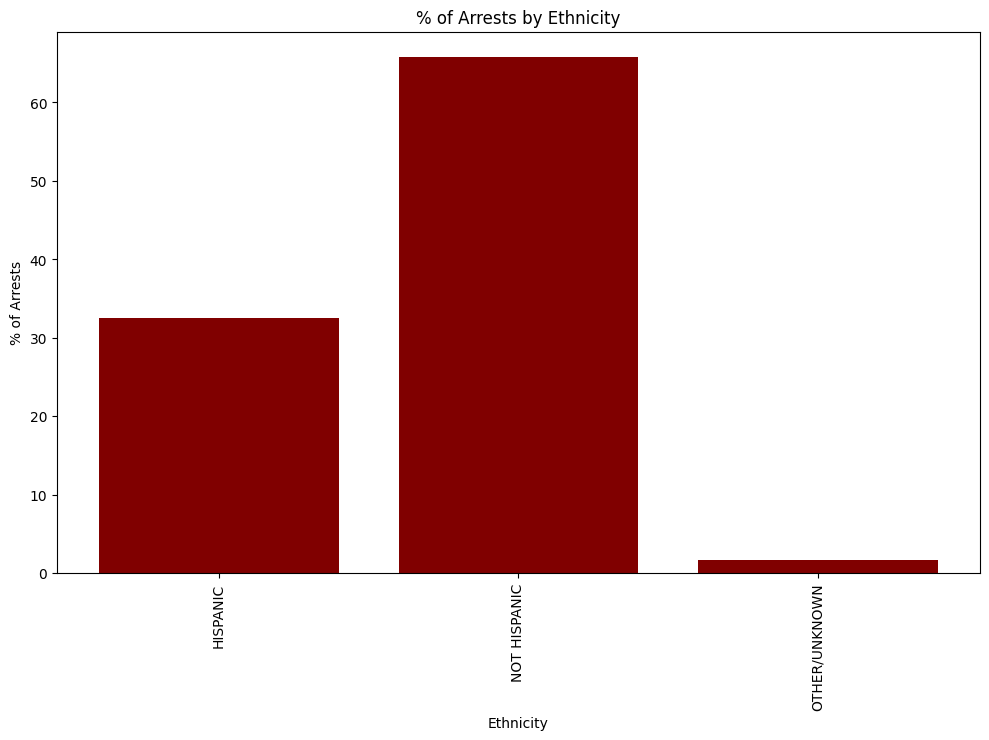 % of Arrests by Ethnicity
% of Arrests
60
50
40
30
20
10
0
HISPANIC
NOT HISPANIC
OTHER/UNKNOWN
Ethnicity